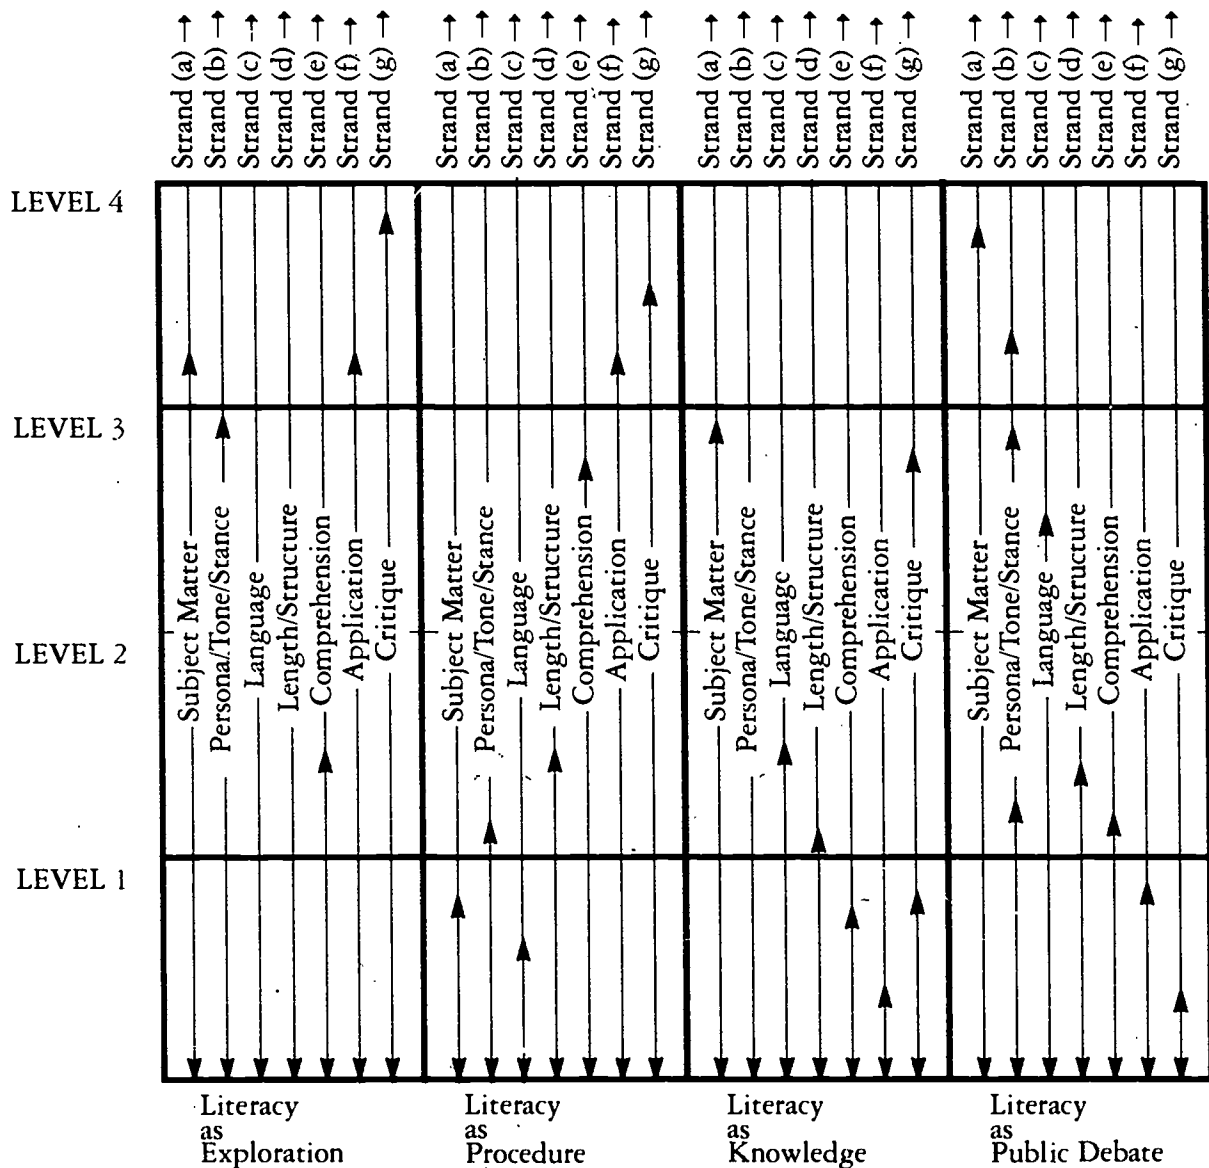 Strand (a) →
Strand (b) →
Strand (c) →
Strand (d) →
Strand (e) →
Strand (f) →
Strand (g) →
Strand (a) →
Strand (b) →
Strand (c) →
Strand (d) →
Strand (e) →
Strand (f) →
Strand (g) →
Strand (a) →
Strand (b) →
Strand (c) →
Strand (d) →
Strand (e) →
Strand (f) →
Strand (g) →
Strand (a) →
Strand (b) →
Strand (c) →
Strand (d) →
Strand (e) →
Strand (f) →
Strand (g) →
LEVEL 4
LEVEL 3
Subject Matter
Persona/Tone/Stance
Language
Length/Structure
Comprehension
Application
Critique
Subject Matter
Persona/Tone/Stance
Language
Length/Structure
Comprehension
Application
Critique
Subject Matter
Persona/Tone/Stance
Language
Length/Structure
Comprehension
Application
Critique
Subject Matter
Persona/Tone/Stance
Language
Length/Structure
Comprehension
Application
Critique
LEVEL 2
LEVEL 1
Literacy
as
Exploration
Literacy
as
Procedure
Literacy
as
Knowledge
Literacy
as
Public Debate